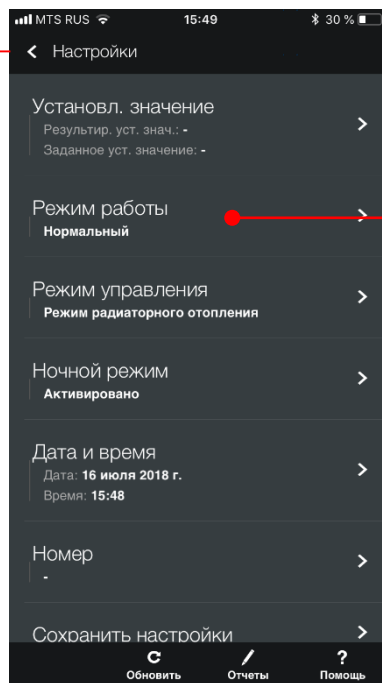 MTS RUS 15:49 30 %
Настройки
Установл. значение
Результир. уст. знач.: -
Заданное уст. значение: -
Режим работы
Нормальный
Режим управления
Режим радиаторного отопления
Ночной режим
Активировано
Дата и время
Дата: 16 июля 2018 г.
Время: 15:48
Номер
-
Сохранить настройки
Обновить Отчеты Помощь